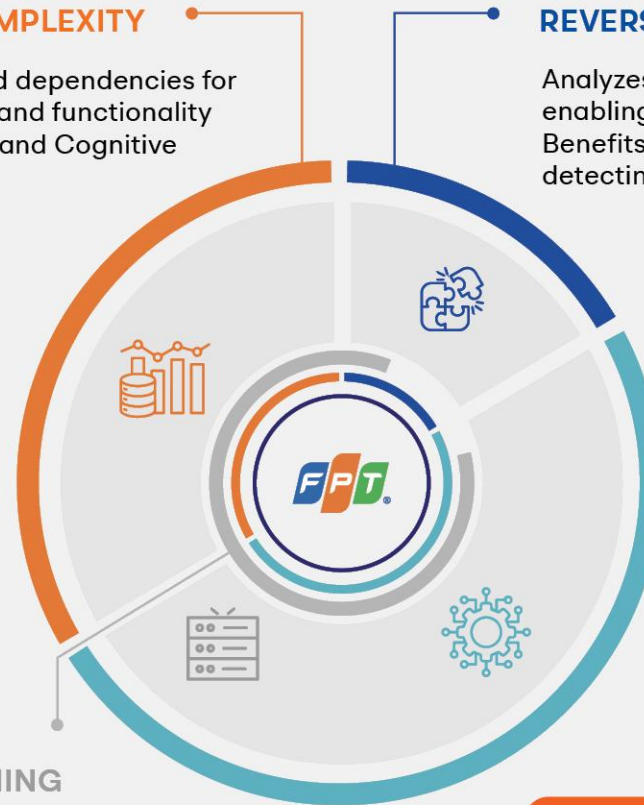 MPLEXITY
d dependencies for
and functionality
and Cognitive
REVERS
Analyzes
enabling
Benefits
detectin
FPT
®
NING